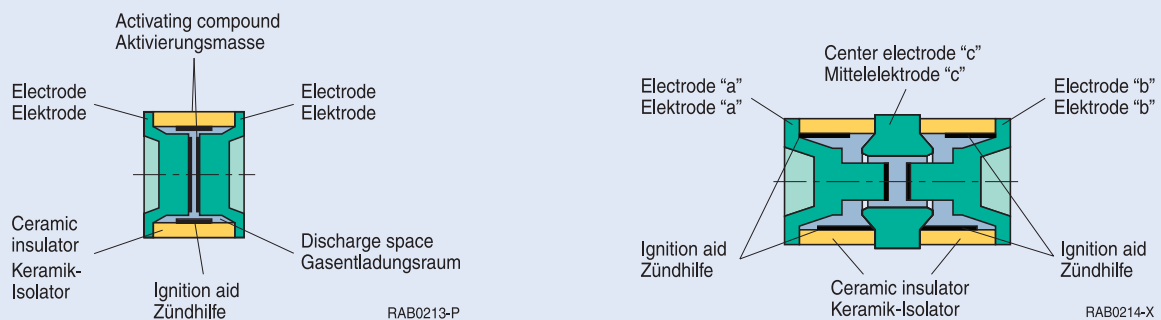 Activating compound
Aktivierungsmasse
Electrode
Elektrode
Electrode
Elektrode
Ceramic
insulator
Keramik-
Isolator
Ignition aid
Zündhilfe
Discharge space
Gasentladungsraum
RAB0213-P
Center electrode “c”
Mittelelektrode “c”
Electrode “a”
Elektrode “a”
Electrode “b”
Elektrode “b”
Ignition aid
Zündhilfe
Ceramic insulator
Keramik-Isolator
Ignition aid
Zündhilfe
RAB0214-X